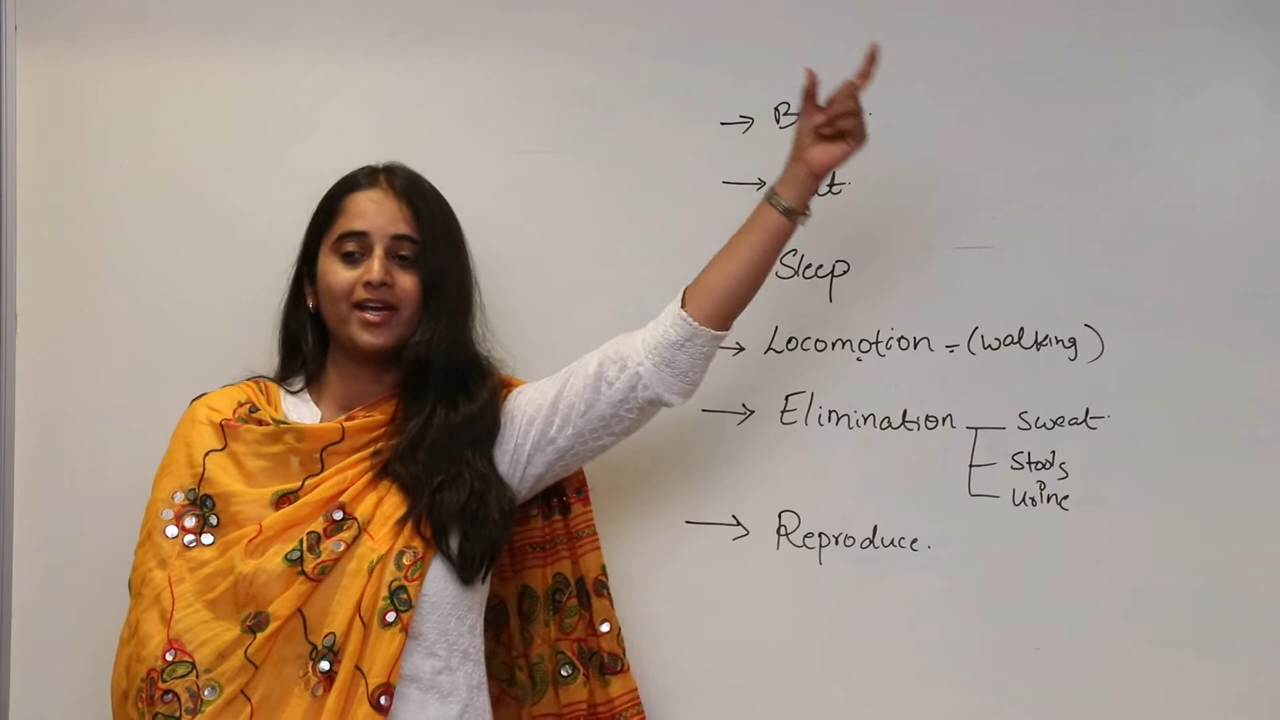 →
→
Sleep
→ Locomotion - (walking)
→ Elimination Sweat.
Stools
Urine
→ Reproduce.